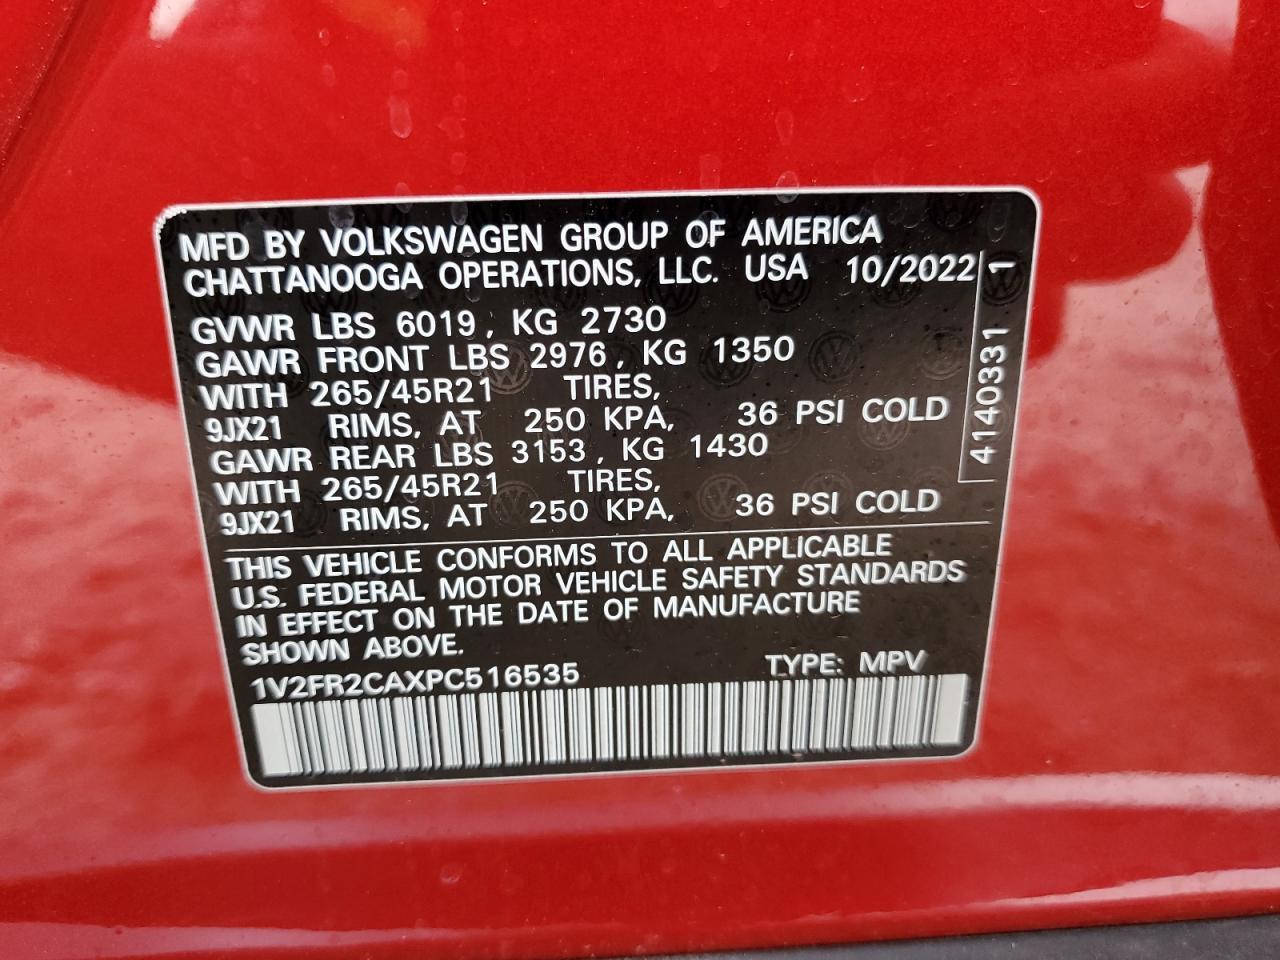 MFD BY VOLKSWAGEN GROUP OF AMERICA
CHATTANOOGA OPERATIONS, LLC. USA 10/2022
GVWR LBS 6019, KG 2730
GAWR FRONT LBS 2976, KG 1350
WITH 265/45R21 TIRES,
9JX21 RIMS, AT 250 KPA, 36 PSI COLD
GAWR REAR LBS 3153, KG 1430
WITH 265/45R21 TIRES,
9JX21 RIMS, AT 250 KPA, 36 PSI COLD
THIS VEHICLE CONFORMS TO ALL APPLICABLE
U.S. FEDERAL MOTOR VEHICLE SAFETY STANDARDS
IN EFFECT ON THE DATE OF MANUFACTURE
SHOWN ABOVE.
1V2FR2CAXPC516535 TYPE: MPV
4140331 1